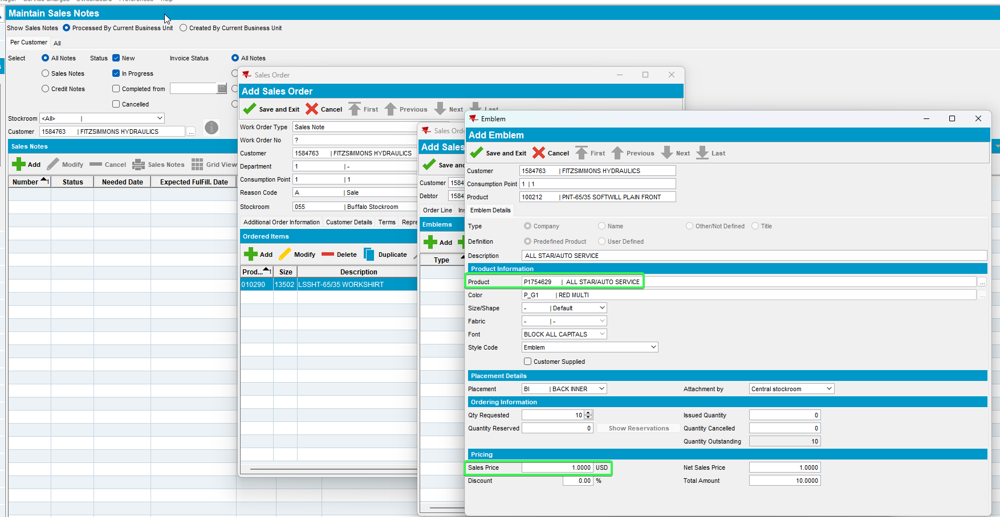 Maintain Sales Notes
Show Sales Notes Processed By Current Business Unit Created By Current Business Unit
Per Customer All
Select All Notes Status New Invoice Status All Notes
Sales Notes In Progress
Credit Notes Completed from 16
Cancelled
Stockroom <All> |
Customer 1584763 | FITZSIMMONS HYDRAULICS ...
Sales Notes
Add Modify Cancel Sales Notes Grid View
Number 1 Status Needed Date Expected FulFill. Date
Sales Order
Add Sales Order
Save and Exit Cancel First Previous Next Last
Work Order Type Sales Note
Work Order No ?
Customer 1584763 | FITZSIMMONS HYDRAULICS
Department 1 | -
Consumption Point 1 | 1
Reason Code A | Sale
Stockroom 055 | Buffalo Stockroom
Additional Order Information Customer Details Terms Repre
Ordered Items
Add Modify Delete Duplicate
Prod... 1 Size Description
010290 13502 LSSHT-65/35 WORKSHIRT
Sales Orde
Add Sales
Save and
Customer 1584
Debtor 1584
Order Line Ins
Emblems
Add
Type
Emblem
Add Emblem
Save and Exit Cancel First Previous Next Last
Customer 1584763 | FITZSIMMONS HYDRAULICS
Consumption Point 1 | 1
Product 100212 | PNT-65/35 SOFTWILL PLAIN FRONT
Emblem Details
Type Company Name Other/Not Defined Title
Definition Predefined Product User Defined
Description ALL STAR/AUTO SERVICE
Product Information
Product P1754629 | ALL STAR/AUTO SERVICE ...
Color P_G1 | RED MULTI ...
Size/Shape - | Default
Fabric - | -
Font BLOCK ALL CAPITALS
Style Code Emblem
Customer Supplied
Placement Details
Placement BI | BACK INNER Attachment by Central stockroom
Ordering Information
Qty Requested 10 Issued Quantity 0
Quantity Reserved 0 Show Reservations Quantity Cancelled 0
Quantity Outstanding 10
Pricing
Sales Price 1.0000 USD Net Sales Price 1.0000
Discount 0.00 % Total Amount 10.0000